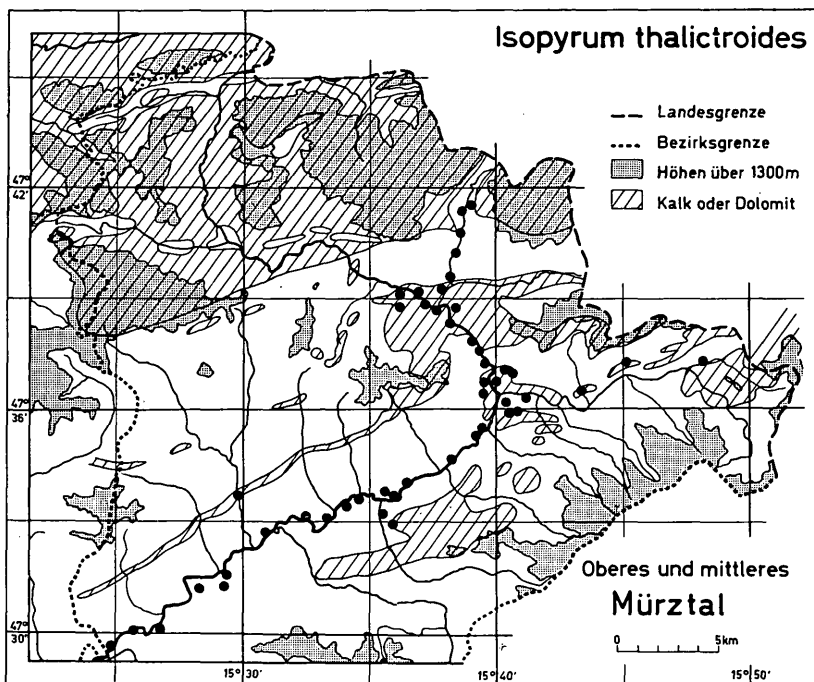 Isopyrum thalictroides
Landesgrenze
Bezirksgrenze
Höhen über 1300m
Kalk oder Dolomit
47°
42'
47°
36'
47°
30'
Oberes und mittleres
Mürztal
0 5km
15°30' 15°40' 15°50'